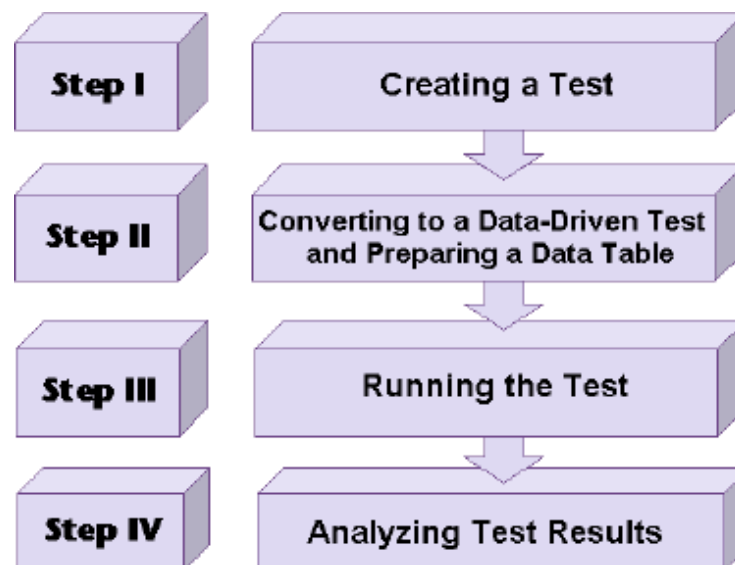 Step I
Creating a Test
Step II
Converting to a Data-Driven Test
and Preparing a Data Table
Step III
Running the Test
Step IV
Analyzing Test Results